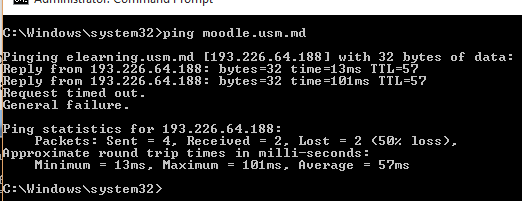 Administrator: Command Prompt
C:\Windows\system32>ping moodle.usm.md
Pinging elearning.usm.md [193.226.64.188] with 32 bytes of data:
Reply from 193.226.64.188: bytes=32 time=13ms TTL=57
Reply from 193.226.64.188: bytes=32 time=101ms TTL=57
Request timed out.
General failure.
Ping statistics for 193.226.64.188:
Packets: Sent = 4, Received = 2, Lost = 2 (50% loss),
Approximate round trip times in milli-seconds:
Minimum = 13ms, Maximum = 101ms, Average = 57ms
C:\Windows\system32>